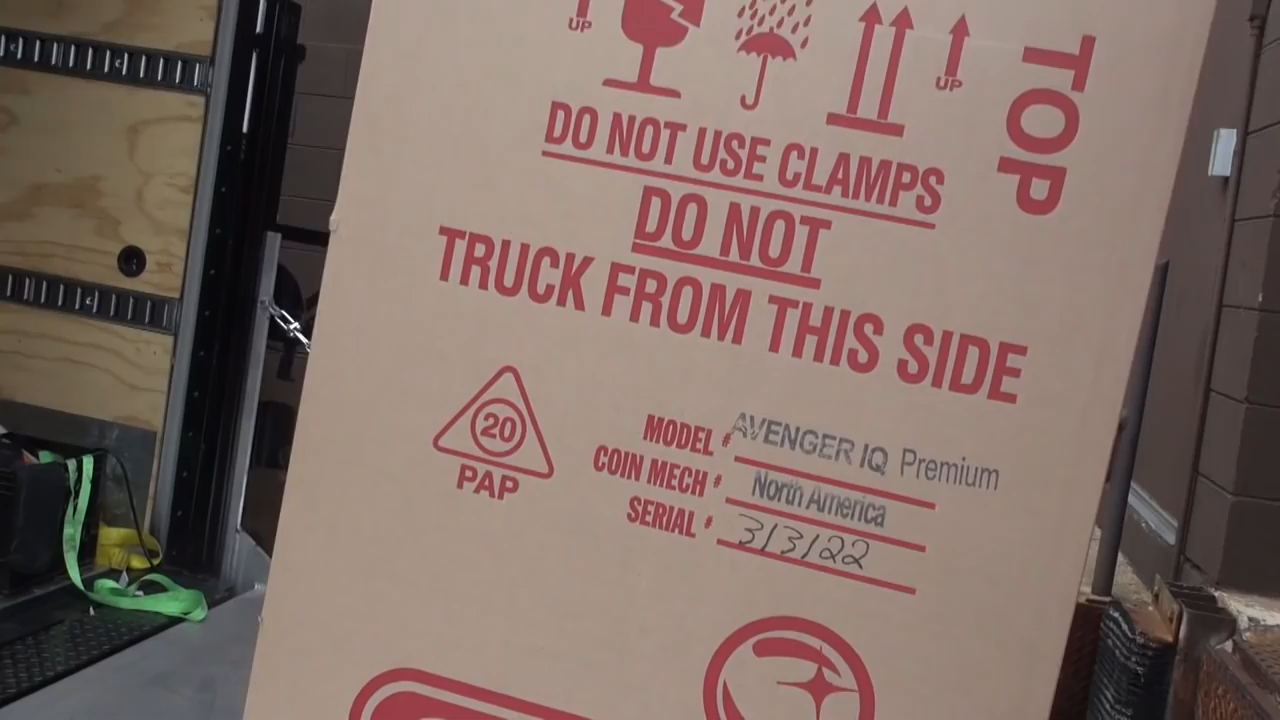 UP
UP
TOP
DO NOT USE CLAMPS
DO NOT
TRUCK FROM THIS SIDE
20
PAP
MODEL # AVENGER IQ Premium
COIN MECH # North America
SERIAL # 3/3/22